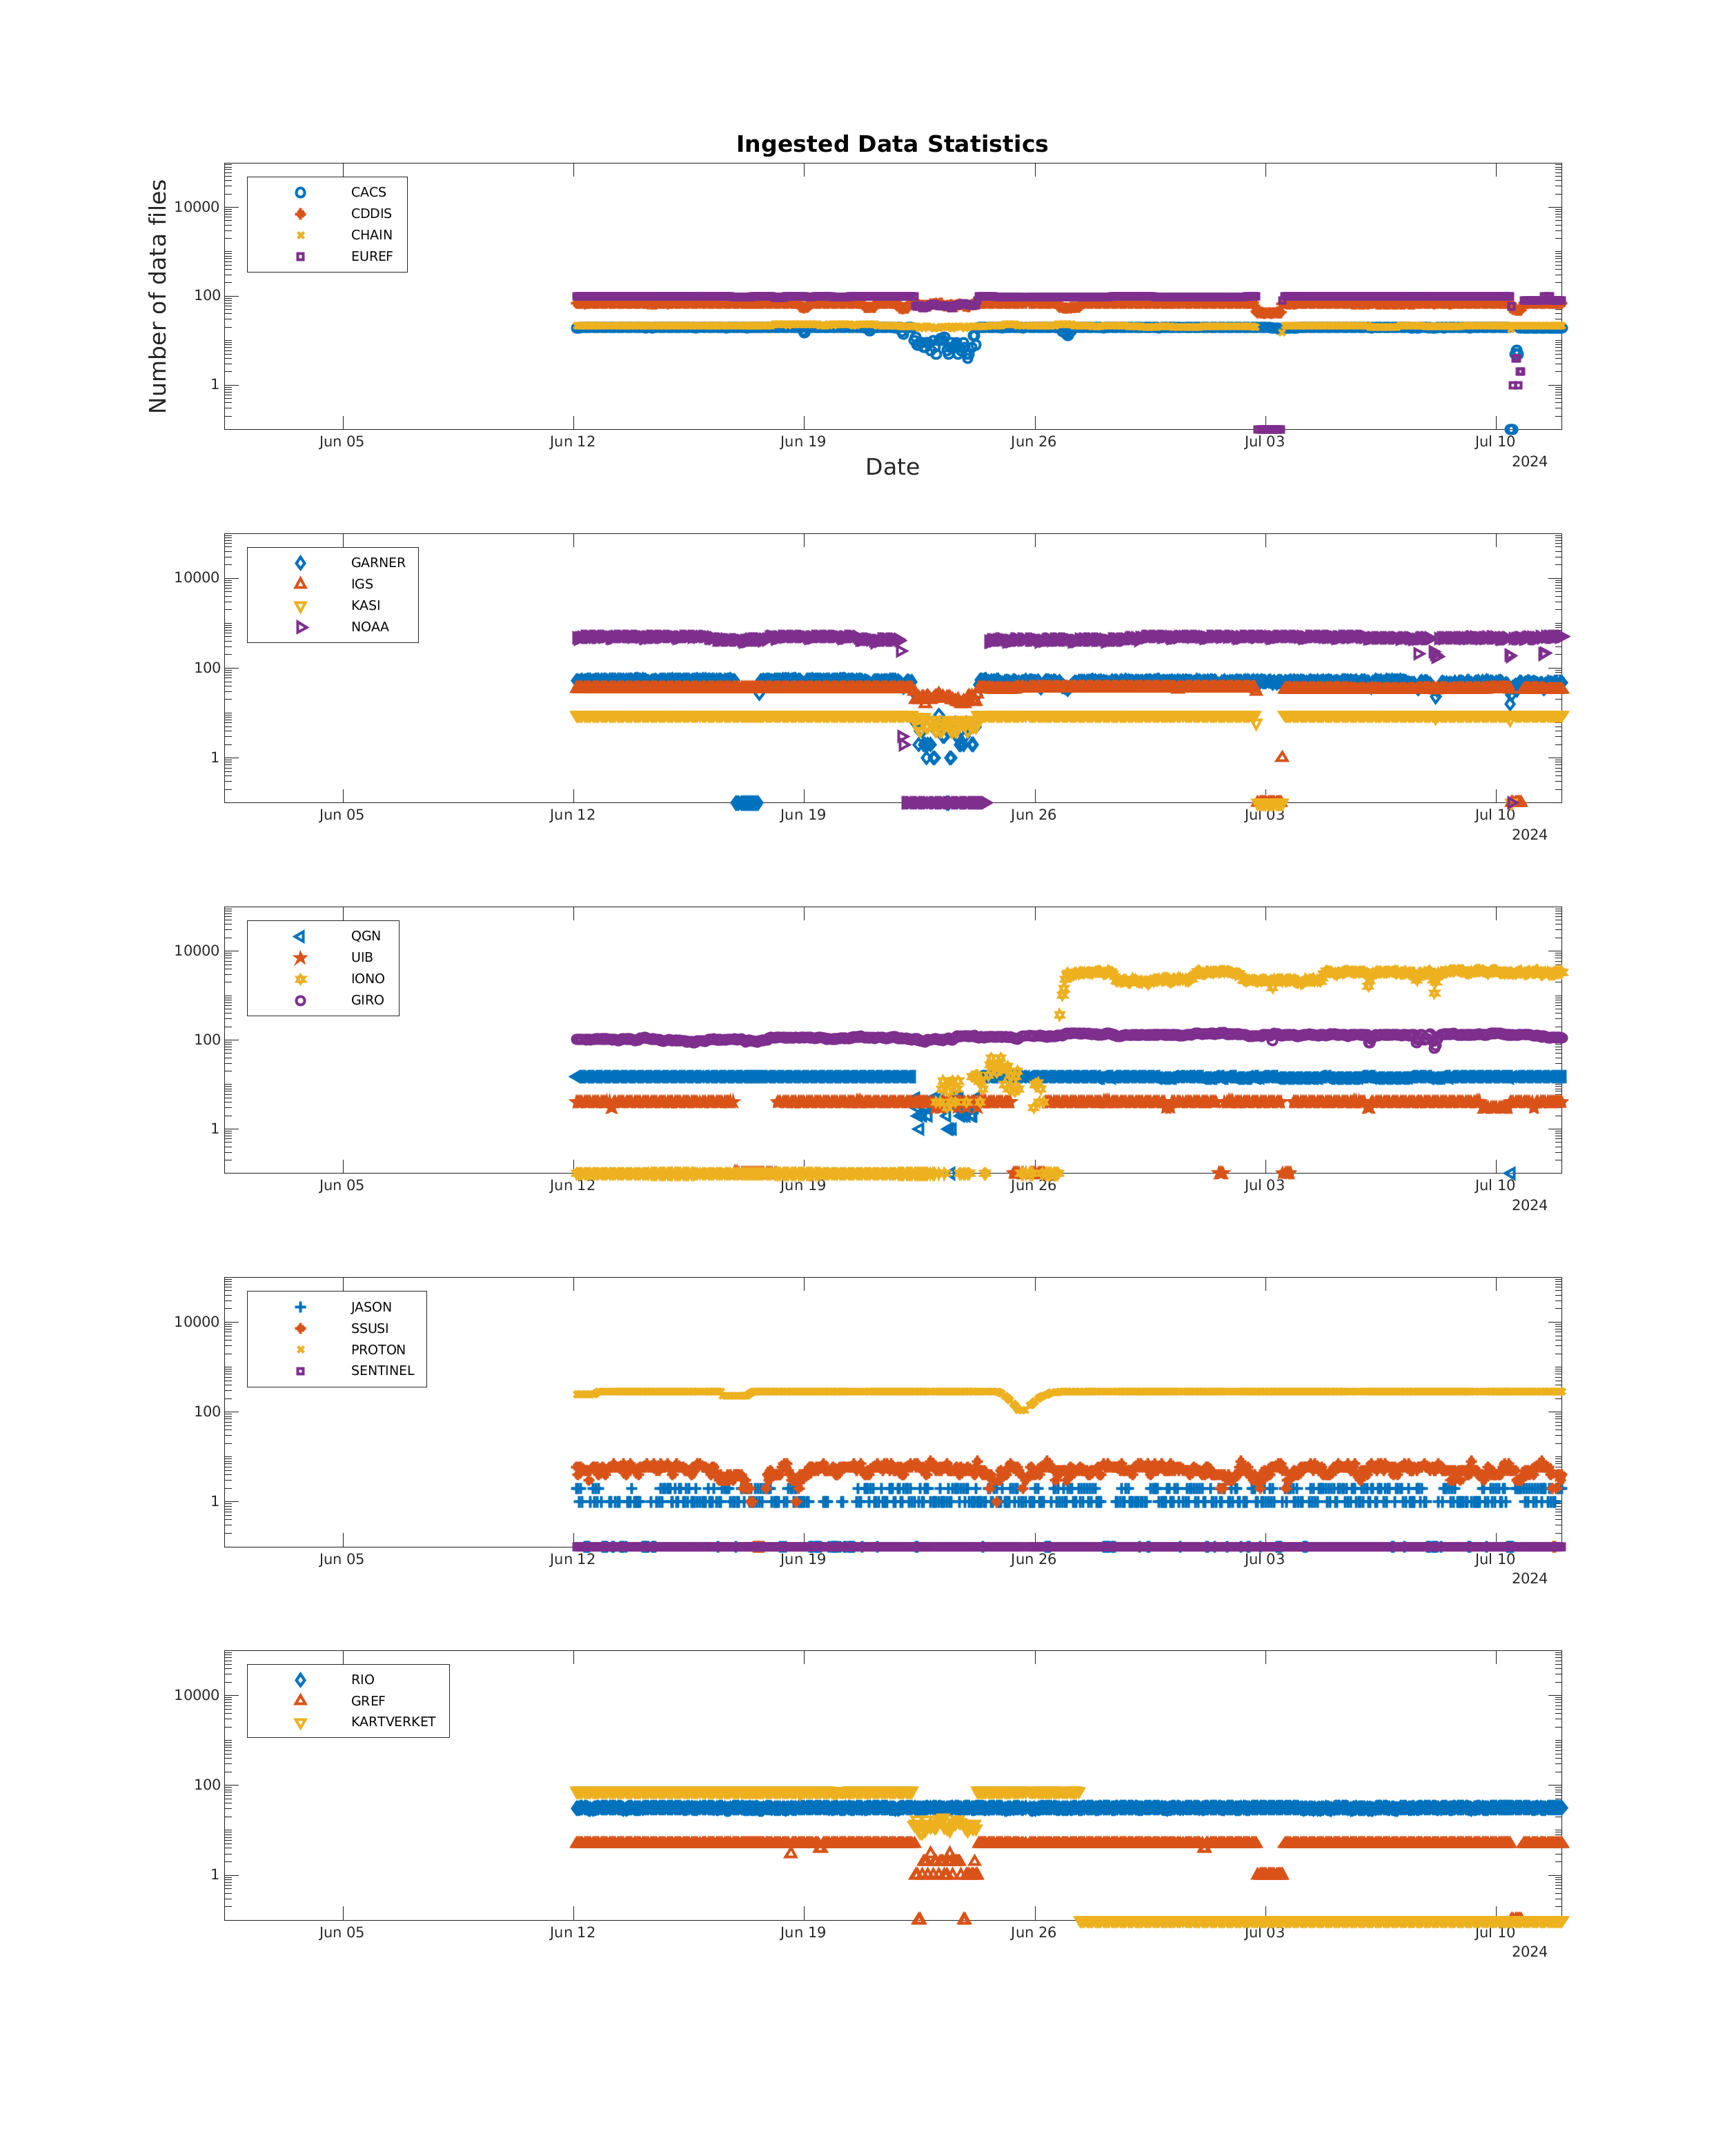 Ingested Data Statistics
Number of data files
10000
100
1
CACS
CDDIS
CHAIN
EUREF
Jun 05 Jun 12 Jun 19 Jun 26 Jul 03 Jul 10
2024
Date
10000
100
1
GARNER
IGS
KASI
NOAA
Jun 05 Jun 12 Jun 19 Jun 26 Jul 03 Jul 10
2024
10000
100
1
QGN
UIB
IONO
GIRO
Jun 05 Jun 12 Jun 19 Jun 26 Jul 03 Jul 10
2024
10000
100
1
JASON
SSUSI
PROTON
SENTINEL
Jun 05 Jun 12 Jun 19 Jun 26 Jul 03 Jul 10
2024
10000
100
1
RIO
GREF
KARTVERKET
Jun 05 Jun 12 Jun 19 Jun 26 Jul 03 Jul 10
2024